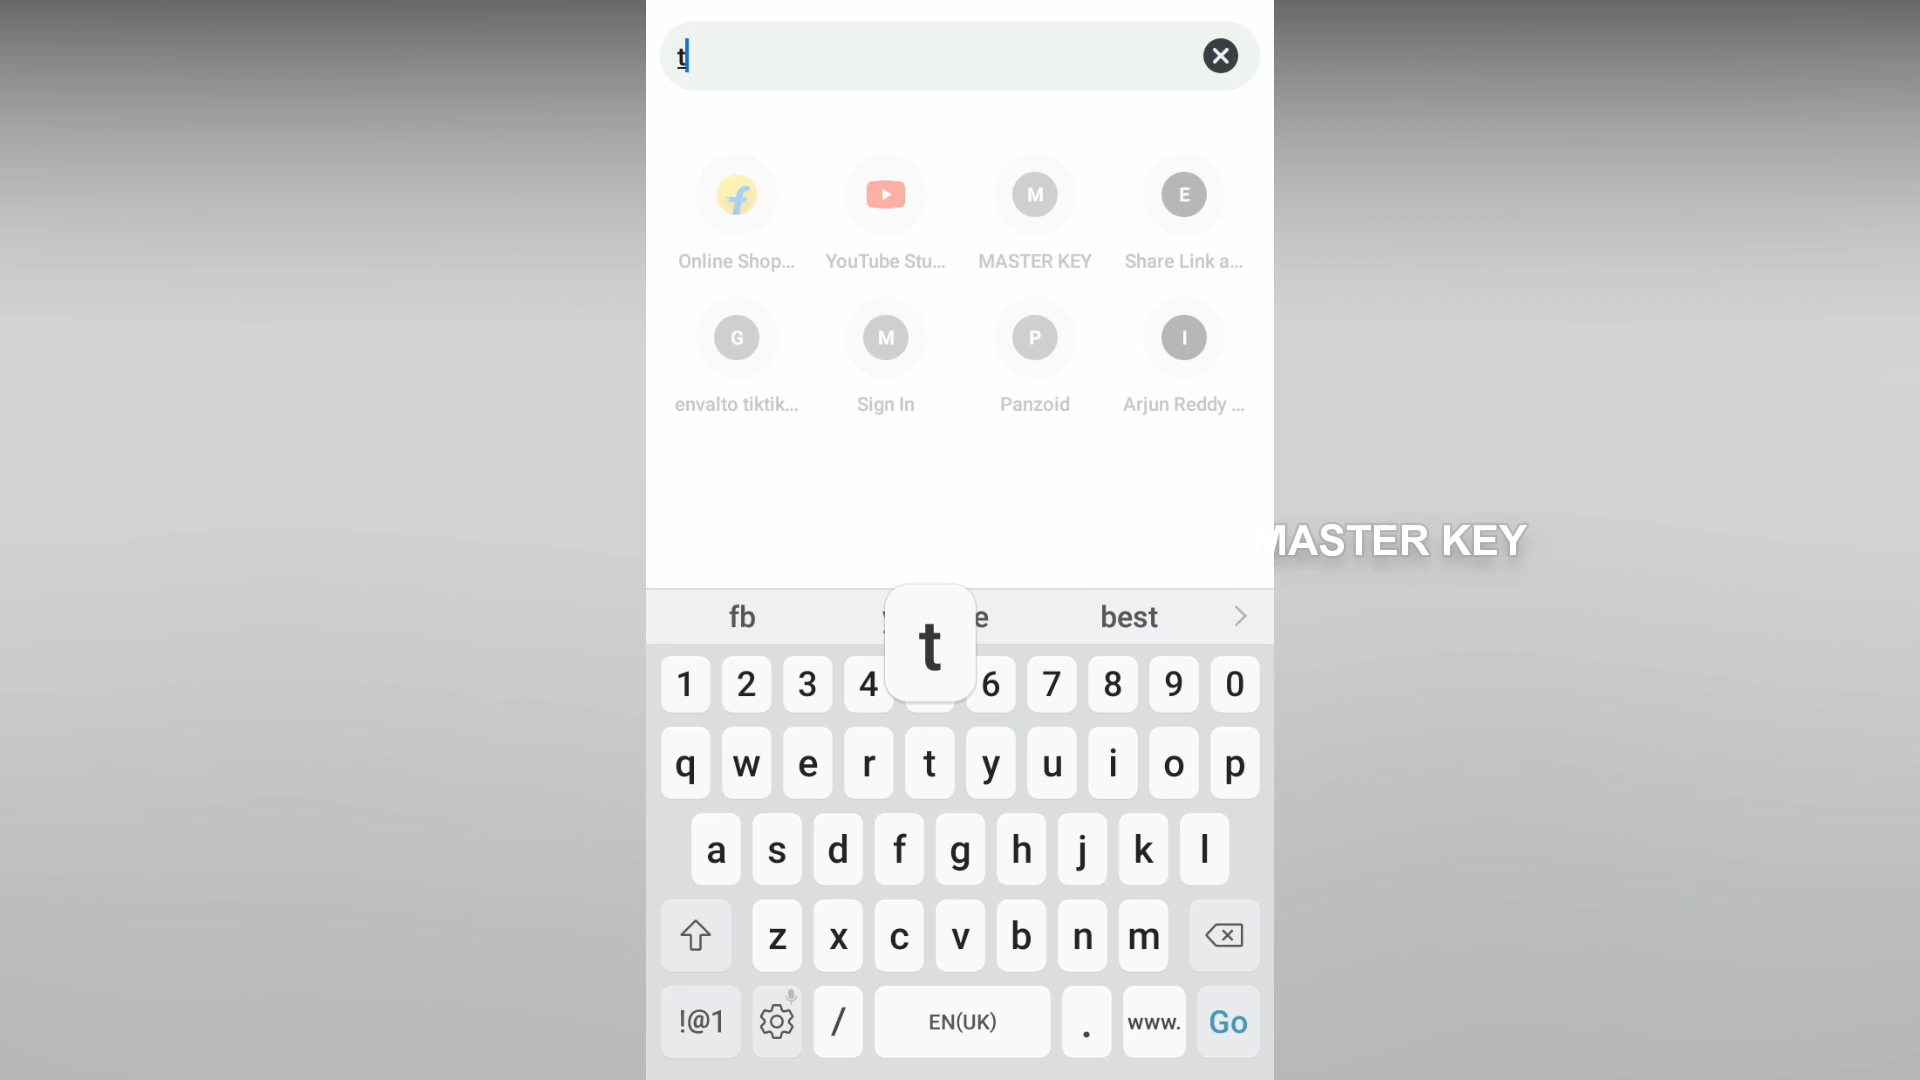 t
Online Shop...
YouTube Stu...
MASTER KEY
Share Link a...
G
M
P
I
M
E
envalto tiktik...
Sign In
Panzoid
Arjun Reddy ...
MASTER KEY
fb
best
t
1 2 3 4 6 7 8 9 0
q w e r t y u i o p
a s d f g h j k l
z x c v b n m
!@1 / EN(UK) . www. Go